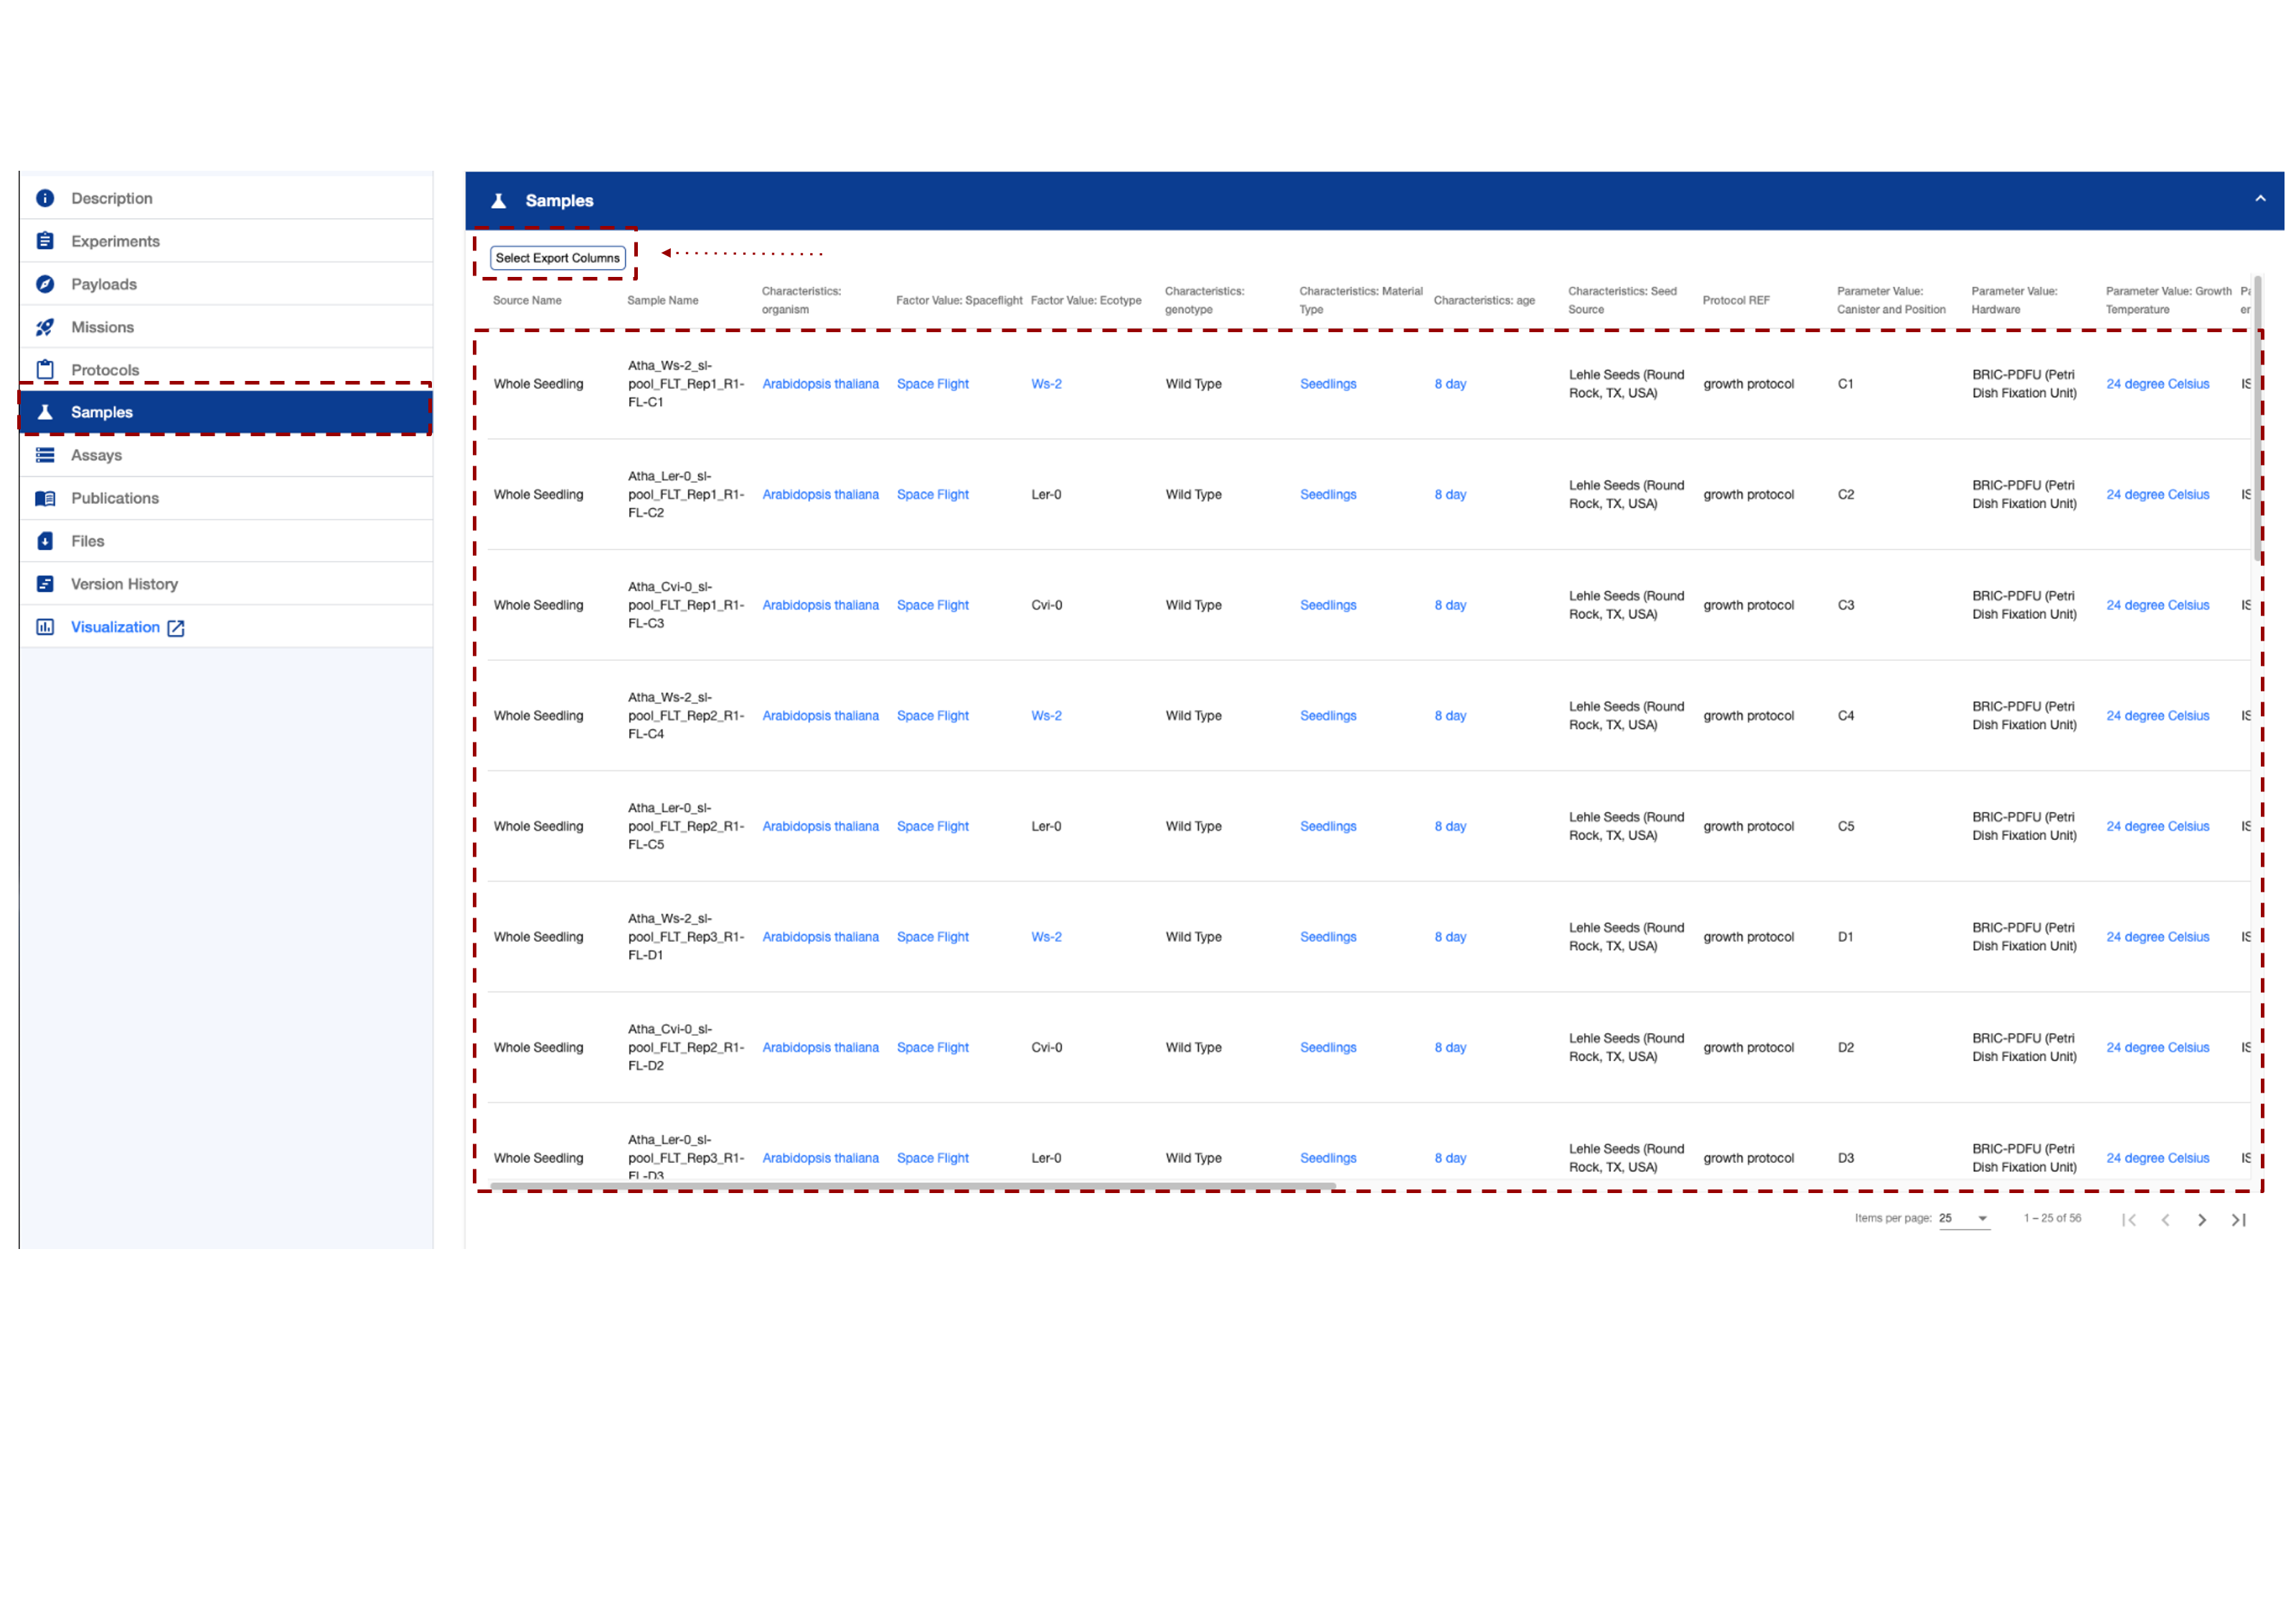 Description
Experiments
Payloads
Missions
Protocols
Samples
Assays
Publications
Files
Version History
Visualization
Samples
Select Export Columns
Source Name
Sample Name
Characteristics:
organism
Factor Value: Spaceflight
Factor Value: Ecotype
Characteristics:
genotype
Characteristics: Material
Type
Characteristics: age
Characteristics: Seed
Source
Protocol REF
Parameter Value:
Canister and Position
Parameter Value:
Hardware
Parameter Value: Growth
Temperature
Whole Seedling
Atha_Ws-2_sl-
pool_FLT_Rep1_R1-
FL-C1
Arabidopsis thaliana
Space Flight
Ws-2
Wild Type
Seedlings
8 day
Lehle Seeds (Round
Rock, TX, USA)
growth protocol
C1
BRIC-PDFU (Petri
Dish Fixation Unit)
24 degree Celsius
Whole Seedling
Atha_Ler-0_sl-
pool_FLT_Rep1_R1-
FL-C2
Arabidopsis thaliana
Space Flight
Ler-0
Wild Type
Seedlings
8 day
Lehle Seeds (Round
Rock, TX, USA)
growth protocol
C2
BRIC-PDFU (Petri
Dish Fixation Unit)
24 degree Celsius
Whole Seedling
Atha_Cvi-0_sl-
pool_FLT_Rep1_R1-
FL-C3
Arabidopsis thaliana
Space Flight
Cvi-0
Wild Type
Seedlings
8 day
Lehle Seeds (Round
Rock, TX, USA)
growth protocol
C3
BRIC-PDFU (Petri
Dish Fixation Unit)
24 degree Celsius
Whole Seedling
Atha_Ws-2_sl-
pool_FLT_Rep2_R1-
FL-C4
Arabidopsis thaliana
Space Flight
Ws-2
Wild Type
Seedlings
8 day
Lehle Seeds (Round
Rock, TX, USA)
growth protocol
C4
BRIC-PDFU (Petri
Dish Fixation Unit)
24 degree Celsius
Whole Seedling
Atha_Ler-0_sl-
pool_FLT_Rep2_R1-
FL-C5
Arabidopsis thaliana
Space Flight
Ler-0
Wild Type
Seedlings
8 day
Lehle Seeds (Round
Rock, TX, USA)
growth protocol
C5
BRIC-PDFU (Petri
Dish Fixation Unit)
24 degree Celsius
Whole Seedling
Atha_Ws-2_sl-
pool_FLT_Rep3_R1-
FL-D1
Arabidopsis thaliana
Space Flight
Ws-2
Wild Type
Seedlings
8 day
Lehle Seeds (Round
Rock, TX, USA)
growth protocol
D1
BRIC-PDFU (Petri
Dish Fixation Unit)
24 degree Celsius
Whole Seedling
Atha_Cvi-0_sl-
pool_FLT_Rep2_R1-
FL-D2
Arabidopsis thaliana
Space Flight
Cvi-0
Wild Type
Seedlings
8 day
Lehle Seeds (Round
Rock, TX, USA)
growth protocol
D2
BRIC-PDFU (Petri
Dish Fixation Unit)
24 degree Celsius
Whole Seedling
Atha_Ler-0_sl-
pool_FLT_Rep3_R1-
FL-D3
Arabidopsis thaliana
Space Flight
Ler-0
Wild Type
Seedlings
8 day
Lehle Seeds (Round
Rock, TX, USA)
growth protocol
D3
BRIC-PDFU (Petri
Dish Fixation Unit)
24 degree Celsius
Items per page: 25
1 – 25 of 56